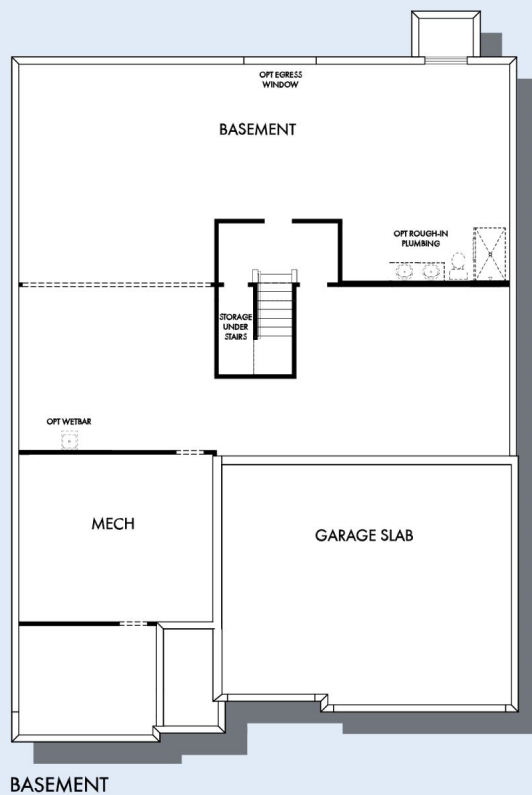 OPT EGRESS
WINDOW
BASEMENT
OPT ROUGH-IN
PLUMBING
STORAGE
UNDER
STAIRS
OPT WETBAR
MECH
GARAGE SLAB
BASEMENT